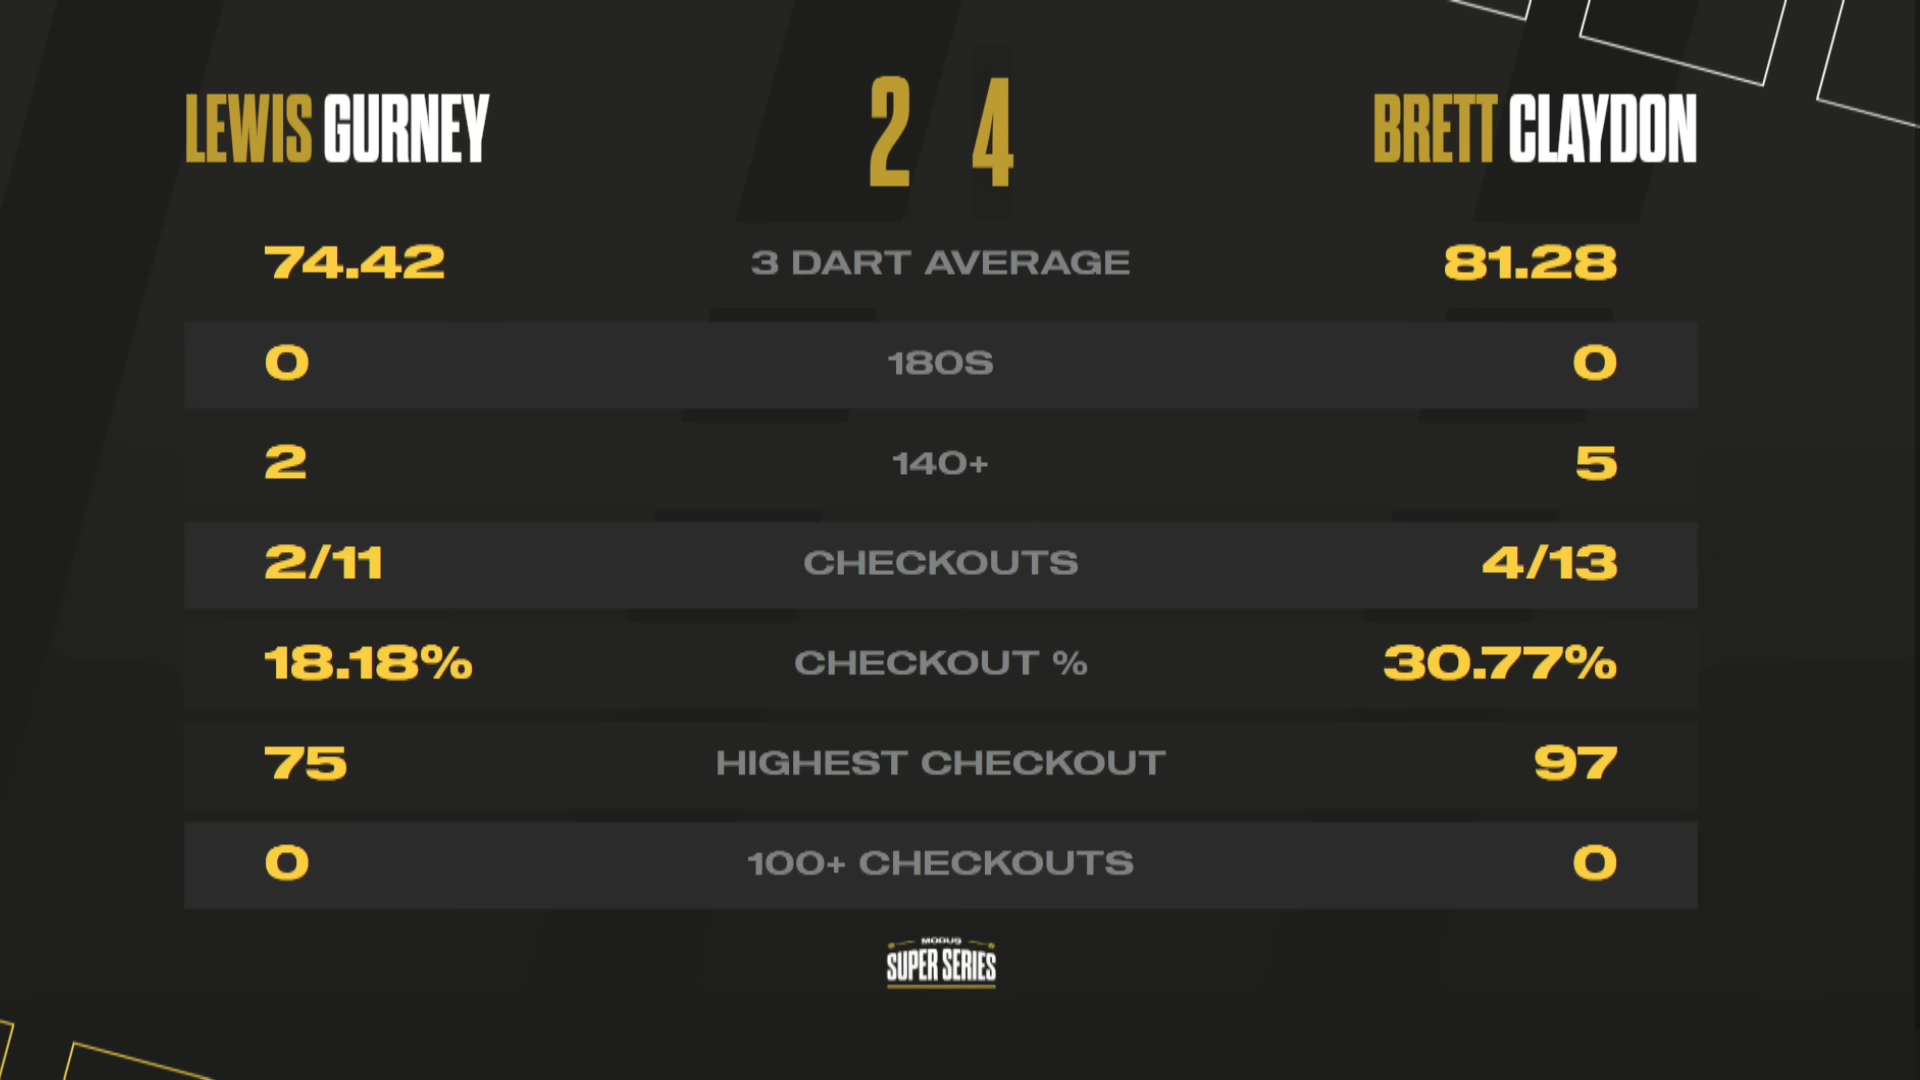 LEWIS GURNEY 2 4 BRETT CLAYDON
74.42 3 DART AVERAGE 81.28
0 180S 0
2 140+ 5
2/11 CHECKOUTS 4/13
18.18% CHECKOUT % 30.77%
75 HIGHEST CHECKOUT 97
0 100+ CHECKOUTS 0
MODUS
SUPER SERIES